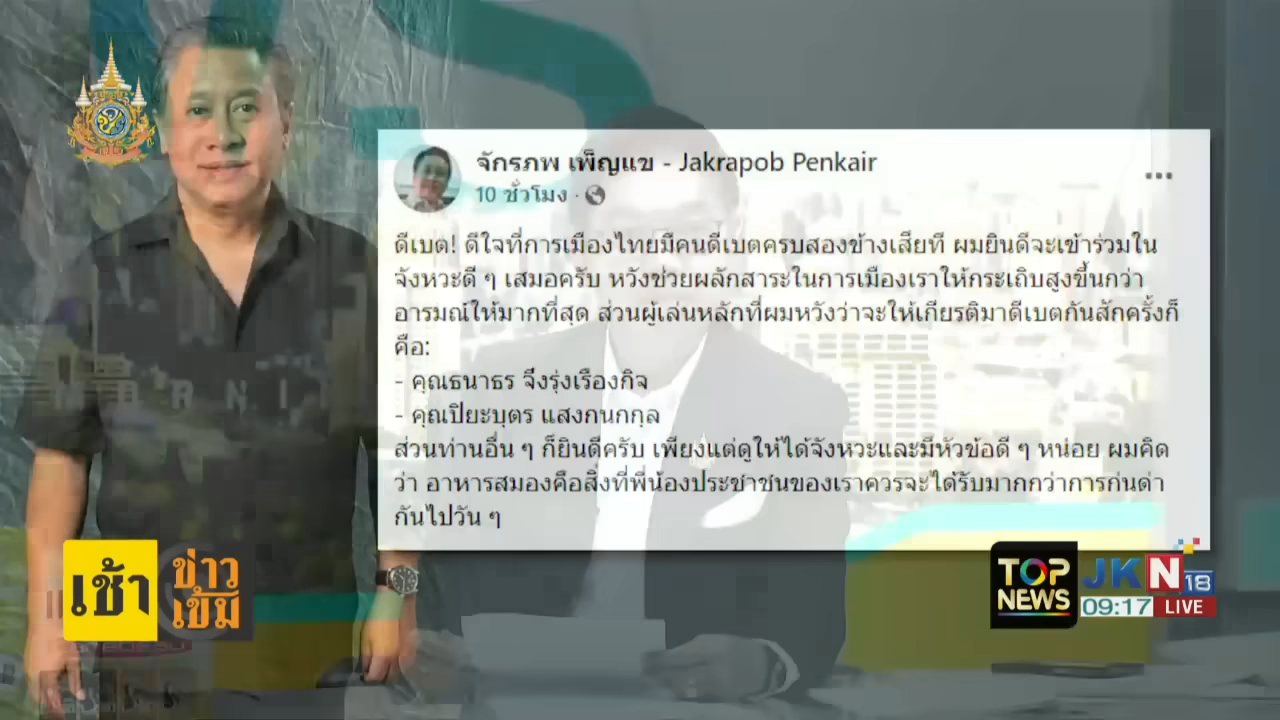 จักรภพ เพ็ญแข - Jakrapob Penkair
10 ชั่วโมง ·
ดีเบต! ดีใจที่การเมืองไทยมีคนดีเบตครบสองข้างเสียที ผมยินดีจะเข้าร่วมใน
จังหวะดี ๆ เสมอครับ หวังช่วยผลักสาระในการเมืองเราให้กระเถิบสูงขึ้นกว่า
อารมณ์ให้มากที่สุด ส่วนผู้เล่นหลักที่ผมหวังว่าจะให้เกียรติมาดีเบตกันสักครั้งก็
คือ:
- คุณธนาธร จึงรุ่งเรืองกิจ
- คุณปิยะบุตร แสงกนกกุล
ส่วนท่านอื่น ๆ ก็ยินดีครับ เพียงแต่ดูให้ได้จังหวะและมีหัวข้อดี ๆ หน่อย ผมคิด
ว่า อาหารสมองคือสิ่งที่พี่น้องประชาชนของเราควรจะได้รับมากกว่าการก่นด่า
กันไปวัน ๆ
เช้า
ข่าว
เข้ม
TOP
NEWS
JKN18
09:17 LIVE